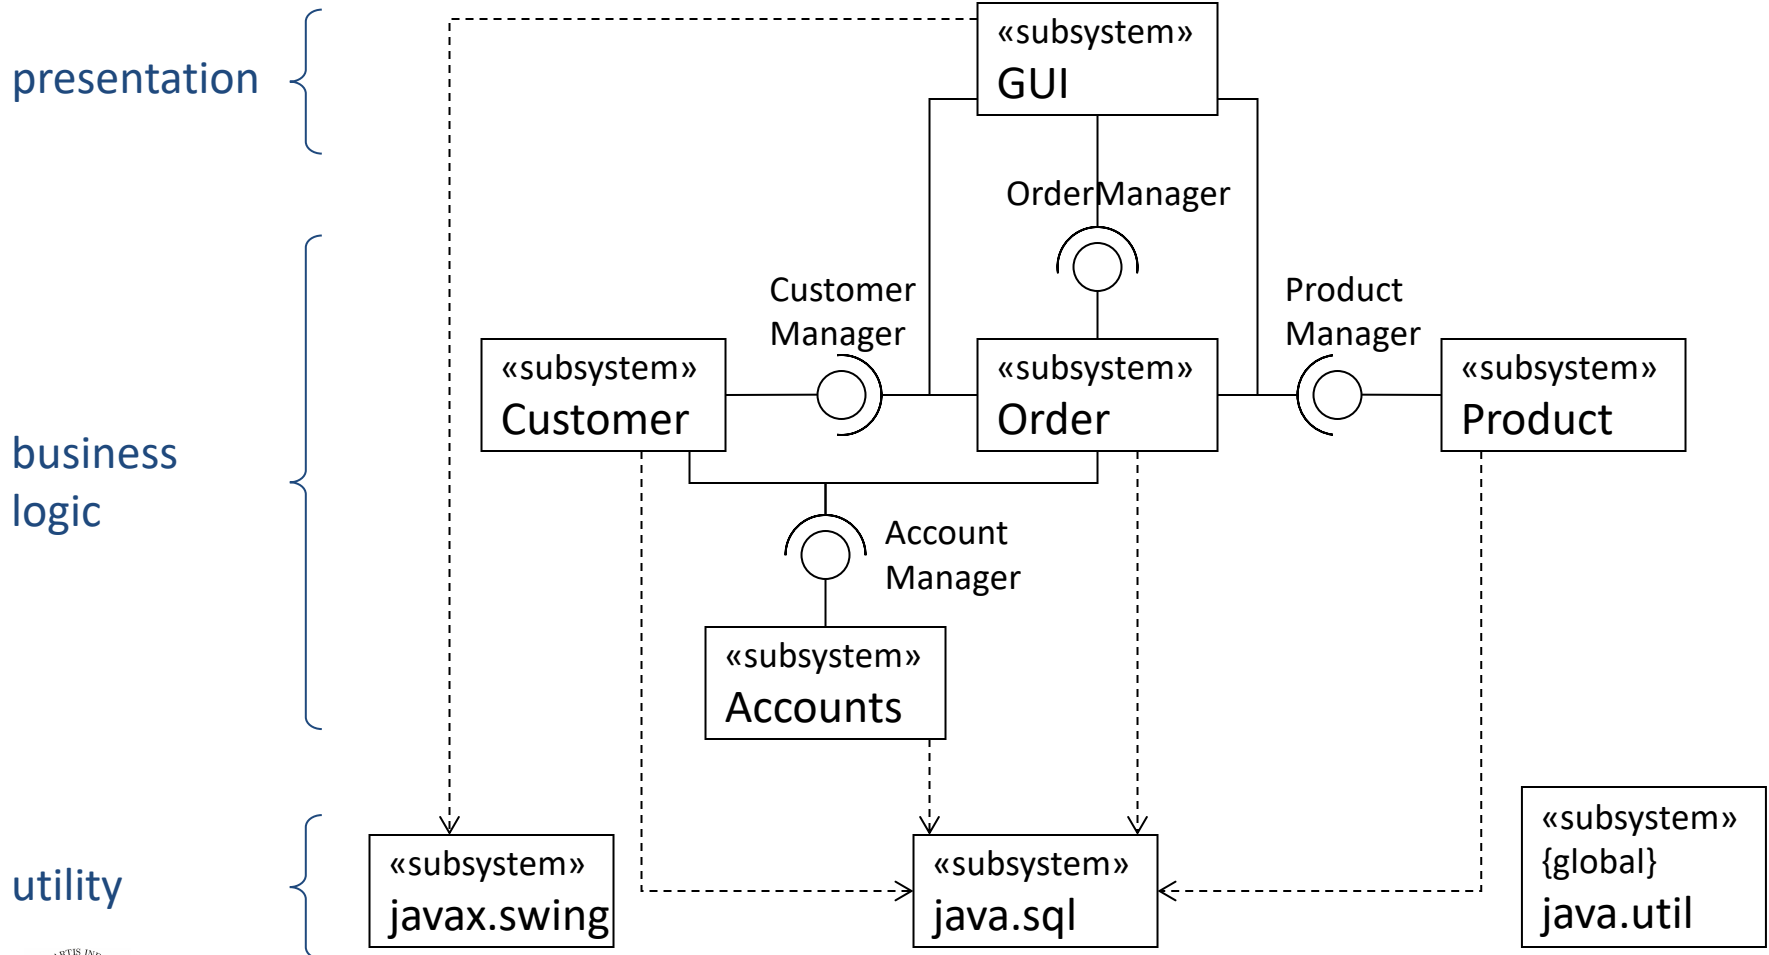 presentation
«subsystem»
GUI
OrderManager
Customer
Manager
Product
Manager
«subsystem»
Customer
«subsystem»
Order
«subsystem»
Product
business
logic
Account
Manager
«subsystem»
Accounts
utility
«subsystem»
javax.swing
«subsystem»
java.sql
«subsystem»
{global}
java.util